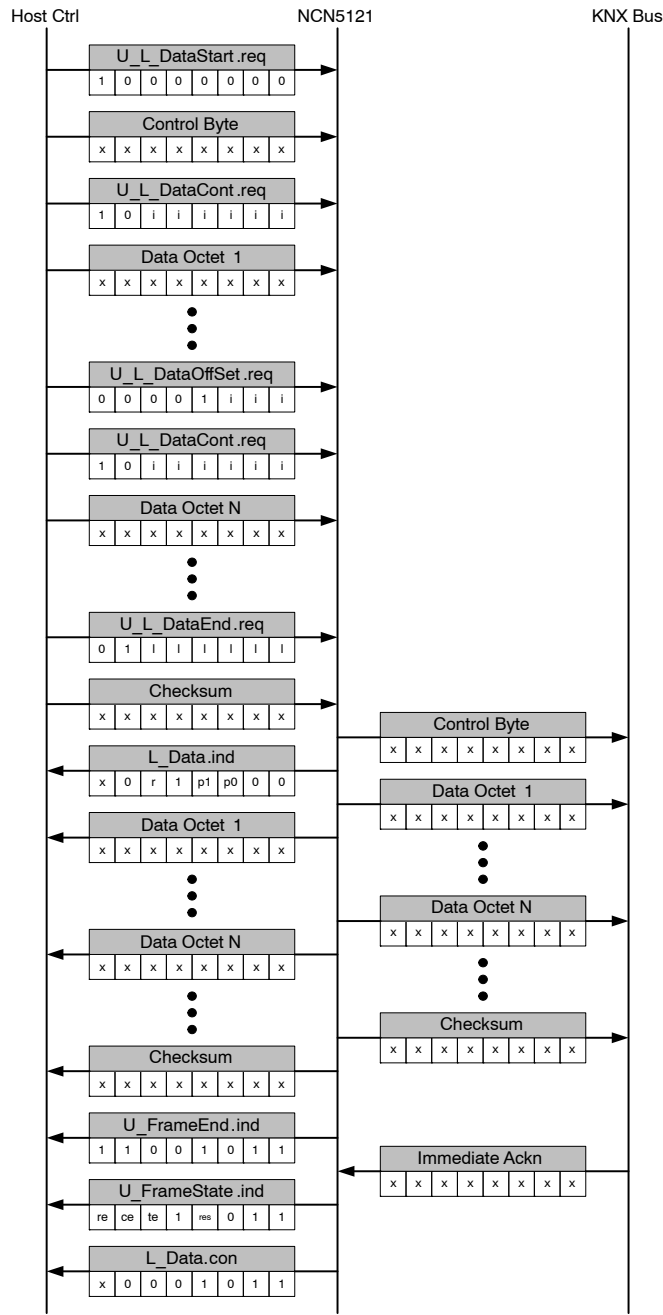 Host Ctrl NCN5121 KNX Bus
U_L_DataStart.req
1 0 0 0 0 0 0 0
Control Byte
x x x x x x x x
U_L_DataCont.req
1 0 i i i i i i
Data Octet 1
x x x x x x x x
U_L_DataOffSet.req
0 0 0 0 1 i i i
U_L_DataCont.req
1 0 i i i i i i
Data Octet N
x x x x x x x x
U_L_DataEnd.req
0 1 l l l l l l
Checksum
x x x x x x x x
Control Byte
x x x x x x x x
L_Data.ind
x 0 r 1 p1 p0 0 0
Data Octet 1
x x x x x x x x
Data Octet 1
x x x x x x x x
Data Octet N
x x x x x x x x
Data Octet N
x x x x x x x x
Checksum
x x x x x x x x
Checksum
x x x x x x x x
U_FrameEnd.ind
1 1 0 0 1 0 1 1
Immediate Ackn
x x x x x x x x
U_FrameState.ind
re ce te 1 res 0 1 1
L_Data.con
x 0 0 0 1 0 1 1